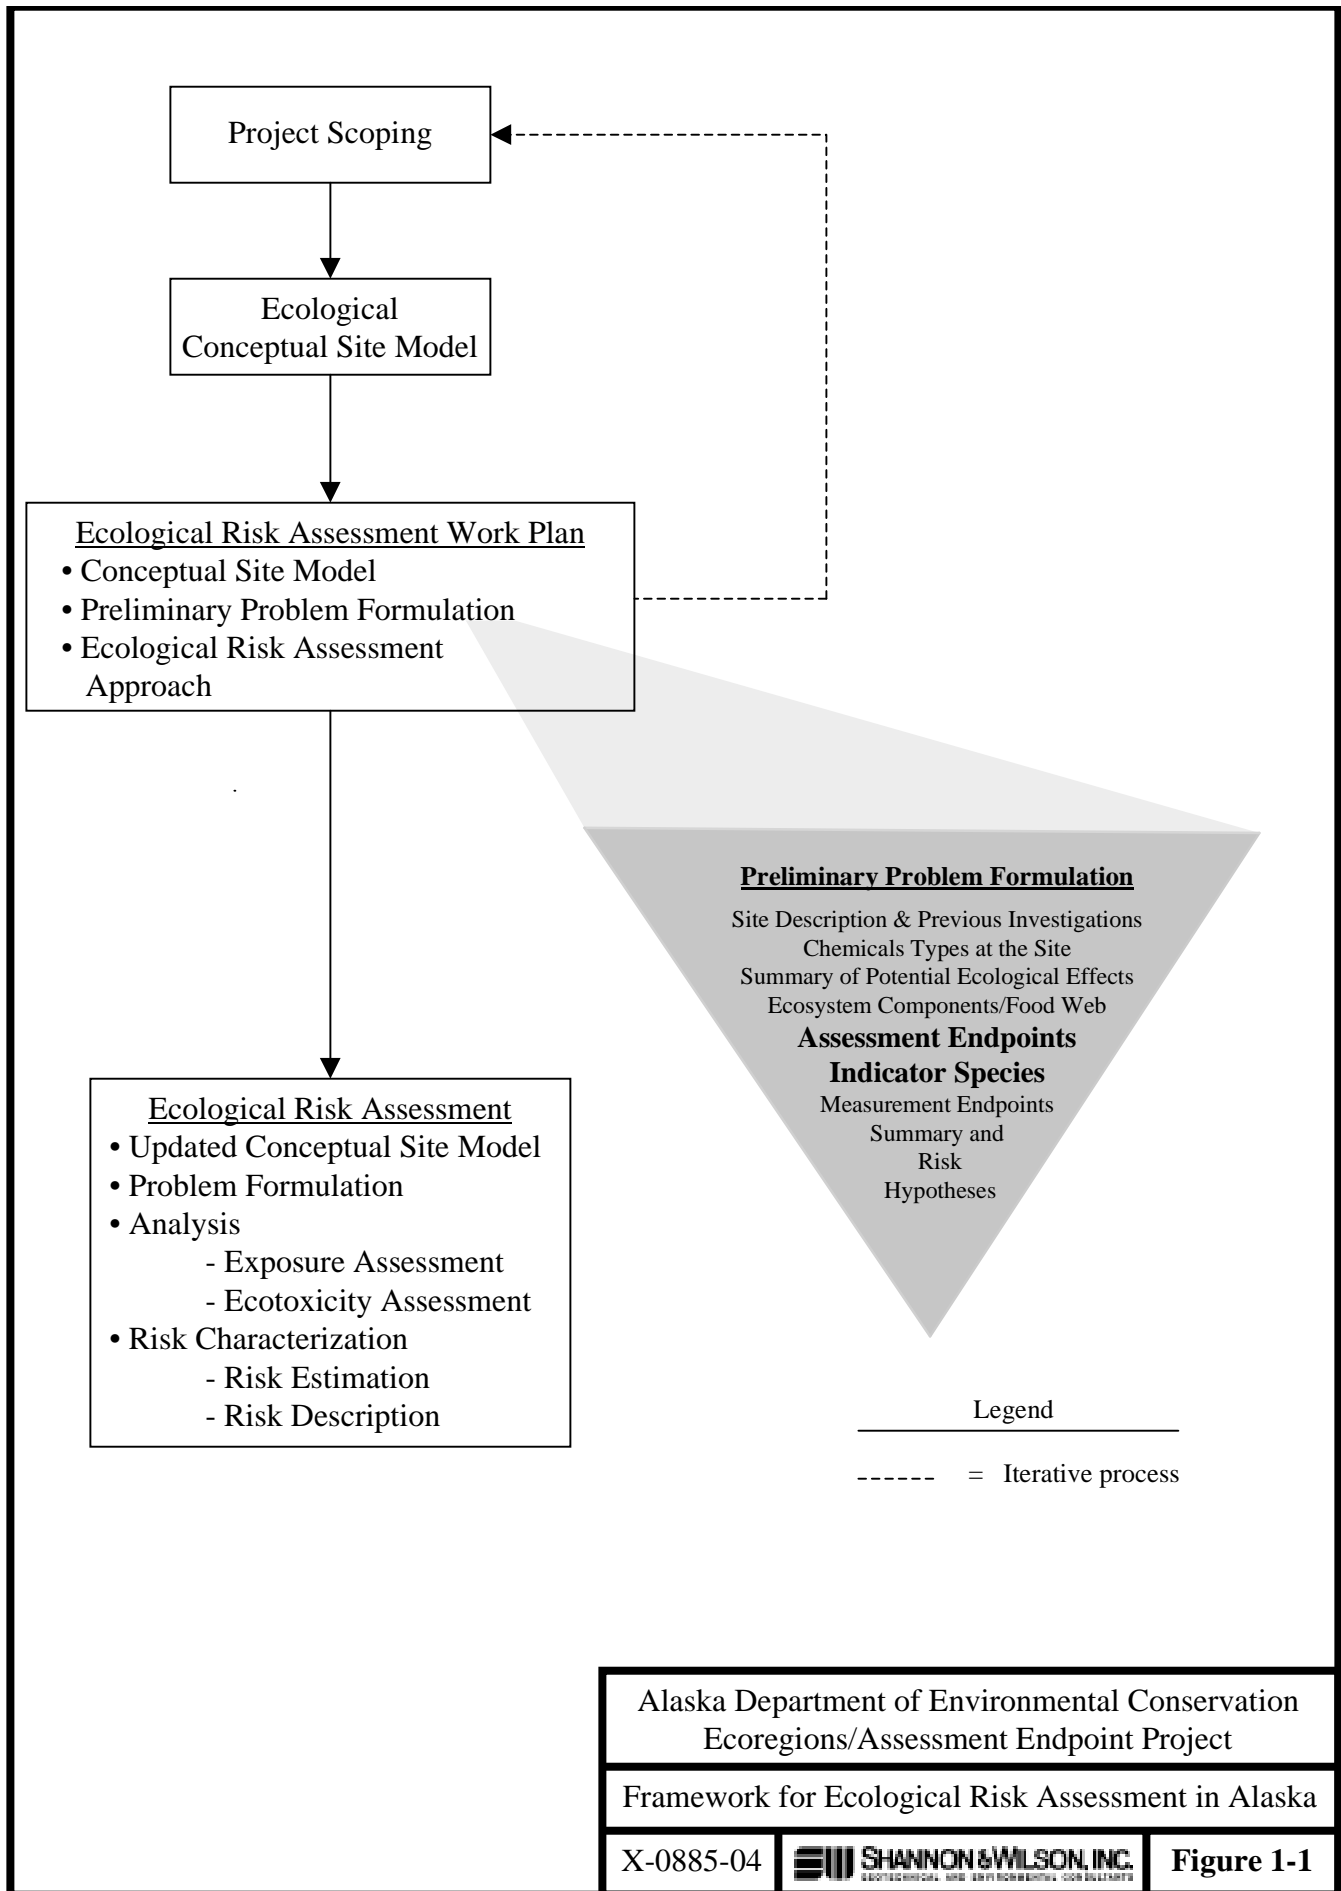 Project Scoping
Ecological
Conceptual Site Model
Ecological Risk Assessment Work Plan
• Conceptual Site Model
• Preliminary Problem Formulation
• Ecological Risk Assessment
Approach
Preliminary Problem Formulation
Site Description & Previous Investigations
Chemicals Types at the Site
Summary of Potential Ecological Effects
Ecosystem Components/Food Web
Assessment Endpoints
Indicator Species
Measurement Endpoints
Summary and
Risk
Hypotheses
Ecological Risk Assessment
• Updated Conceptual Site Model
• Problem Formulation
• Analysis
- Exposure Assessment
- Ecotoxicity Assessment
• Risk Characterization
- Risk Estimation
- Risk Description
Legend
------ = Iterative process
Alaska Department of Environmental Conservation
Ecoregions/Assessment Endpoint Project
Framework for Ecological Risk Assessment in Alaska
X-0885-04
SHANNON & WILSON, INC.
GEOTECHNICAL AND ENVIRONMENTAL CONSULTANTS
Figure 1-1